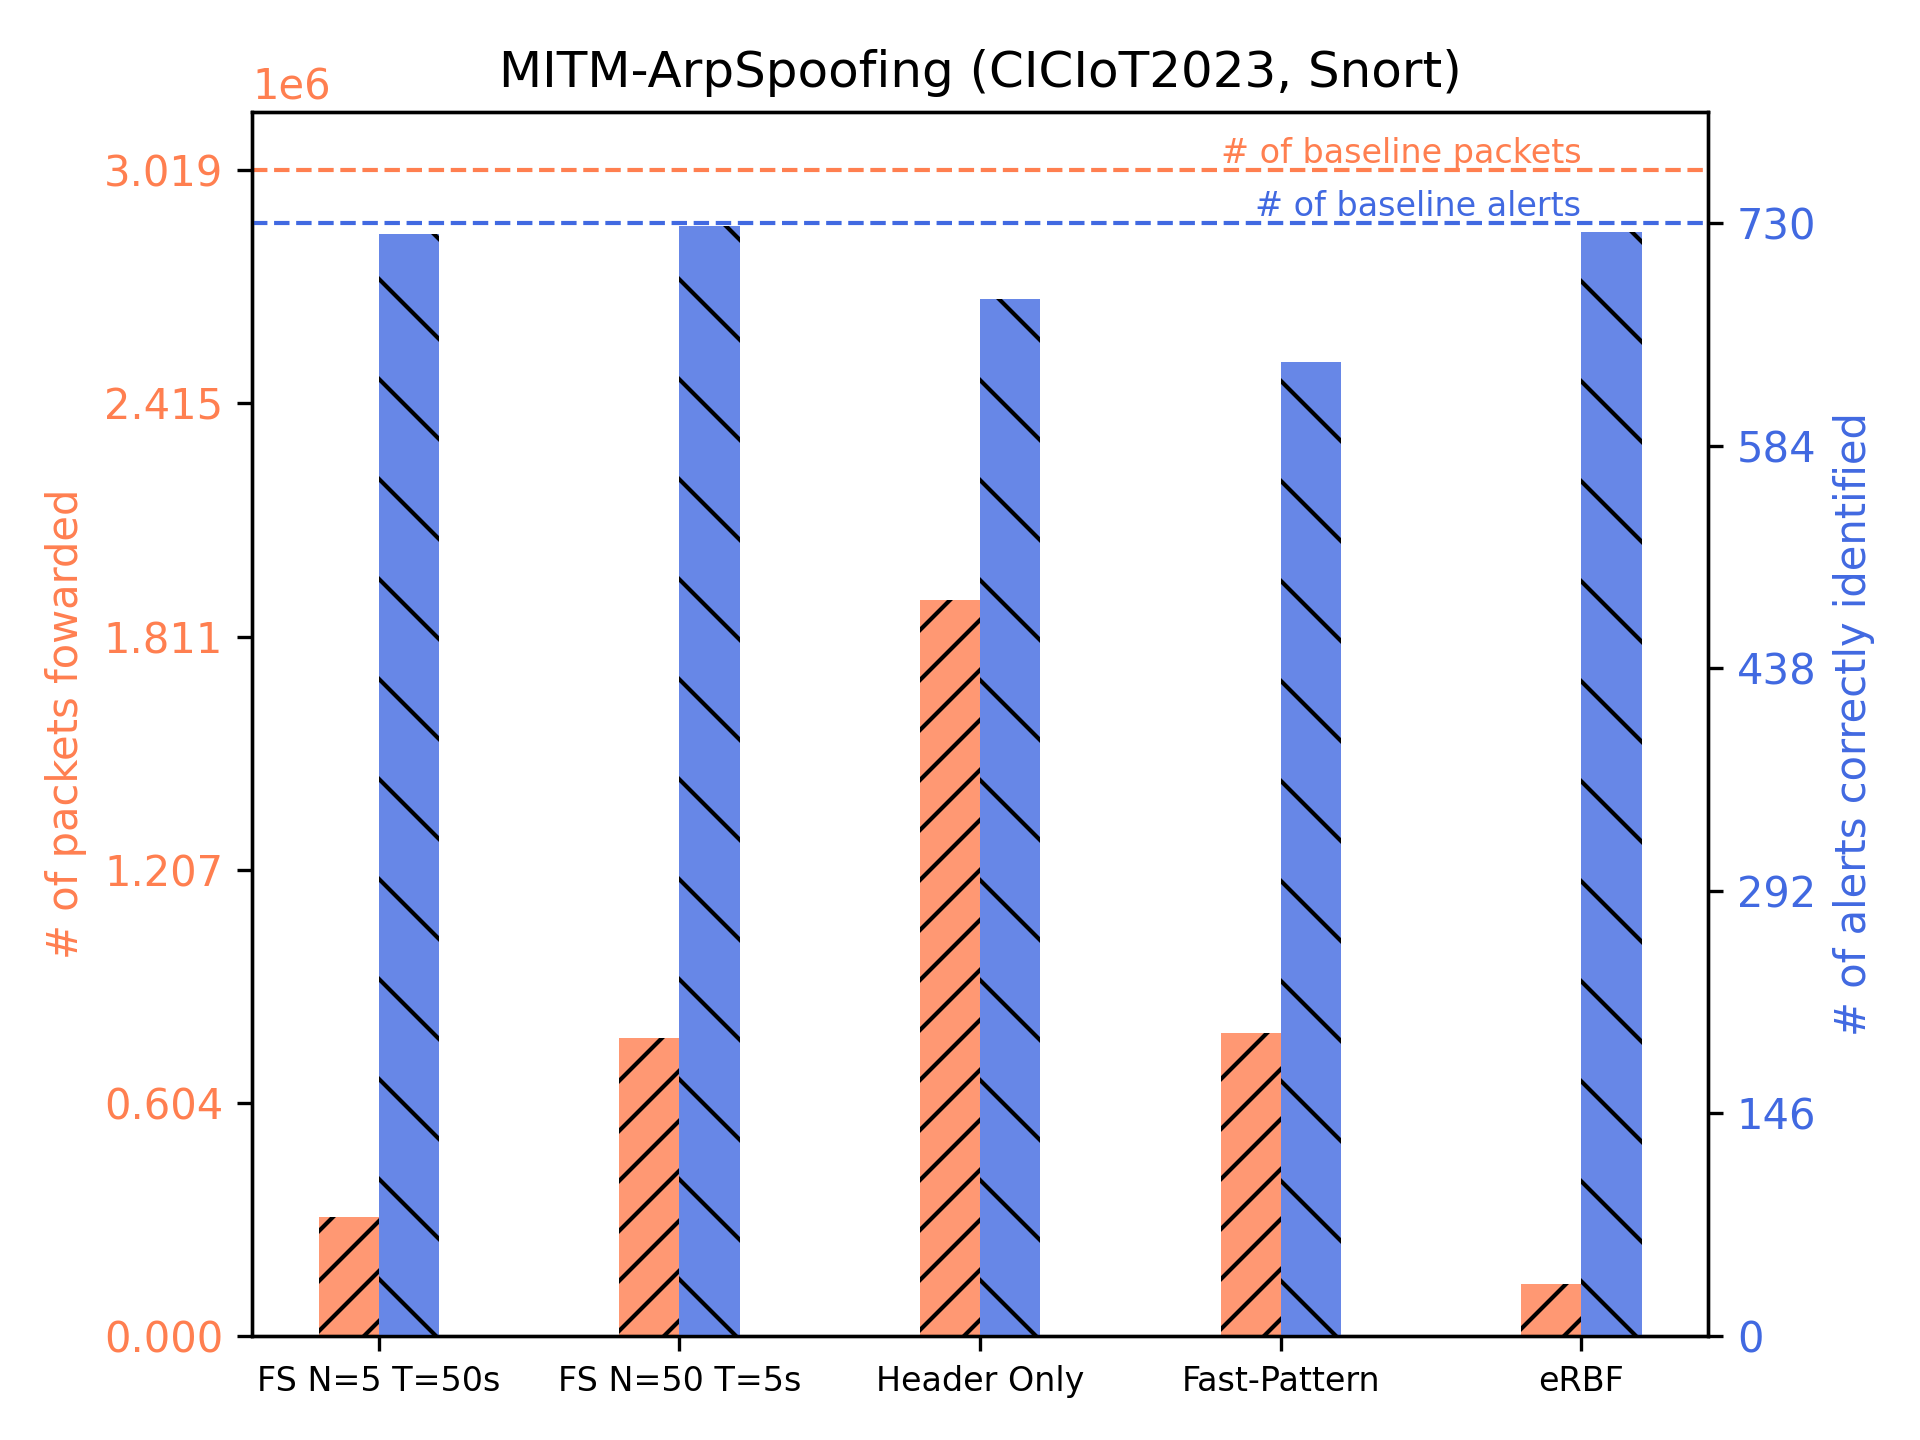 MITM-ArpSpoofing (CICIoT2023, Snort)
1e6
# of baseline packets
# of baseline alerts
3.019
2.415
1.811
1.207
0.604
0.000
# of packets fowarded
730
584
438
292
146
0
# of alerts correctly identified
FS N=5 T=50s
FS N=50 T=5s
Header Only
Fast-Pattern
eRBF